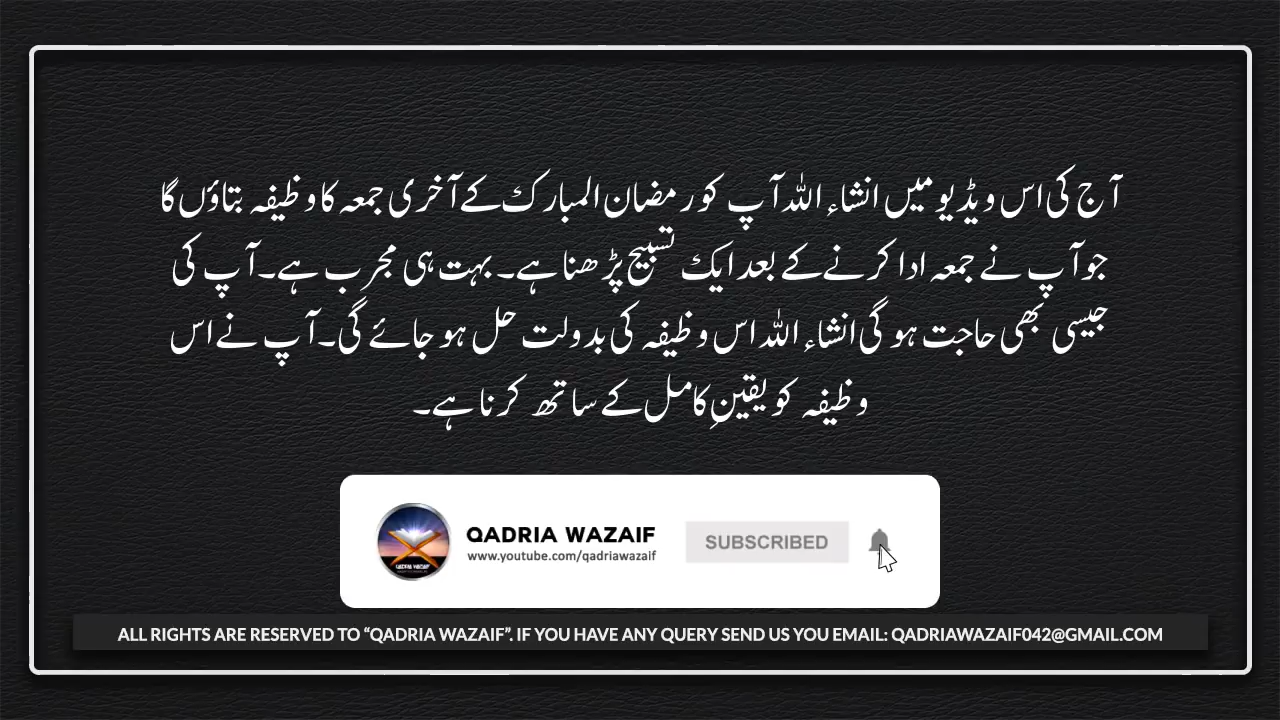 آج کی اس ویڈیو میں انشاء اللہ آپ کو رمضان المبارک کے آخری جمعہ کا وظیفہ بتاؤں گا
جو آپ نے جمعہ ادا کرنے کے بعد ایک تسبیح پڑھنا ہے۔ بہت ہی مجرب ہے۔ آپ کی
جیسی بھی حاجت ہو گی انشاء اللہ اس وظیفہ کی بدولت حل ہو جائے گی۔ آپ نے اس
وظیفہ کو یقینِ کامل کے ساتھ کرنا ہے۔
QADRIA WAZAIF
www.youtube.com/qadriawazaif
SUBSCRIBED
QADRIA WAZAIF
ALL RIGHTS ARE RESERVED TO “QADRIA WAZAIF”. IF YOU HAVE ANY QUERY SEND US YOU EMAIL: QADRIAWAZAIF042@GMAIL.COM